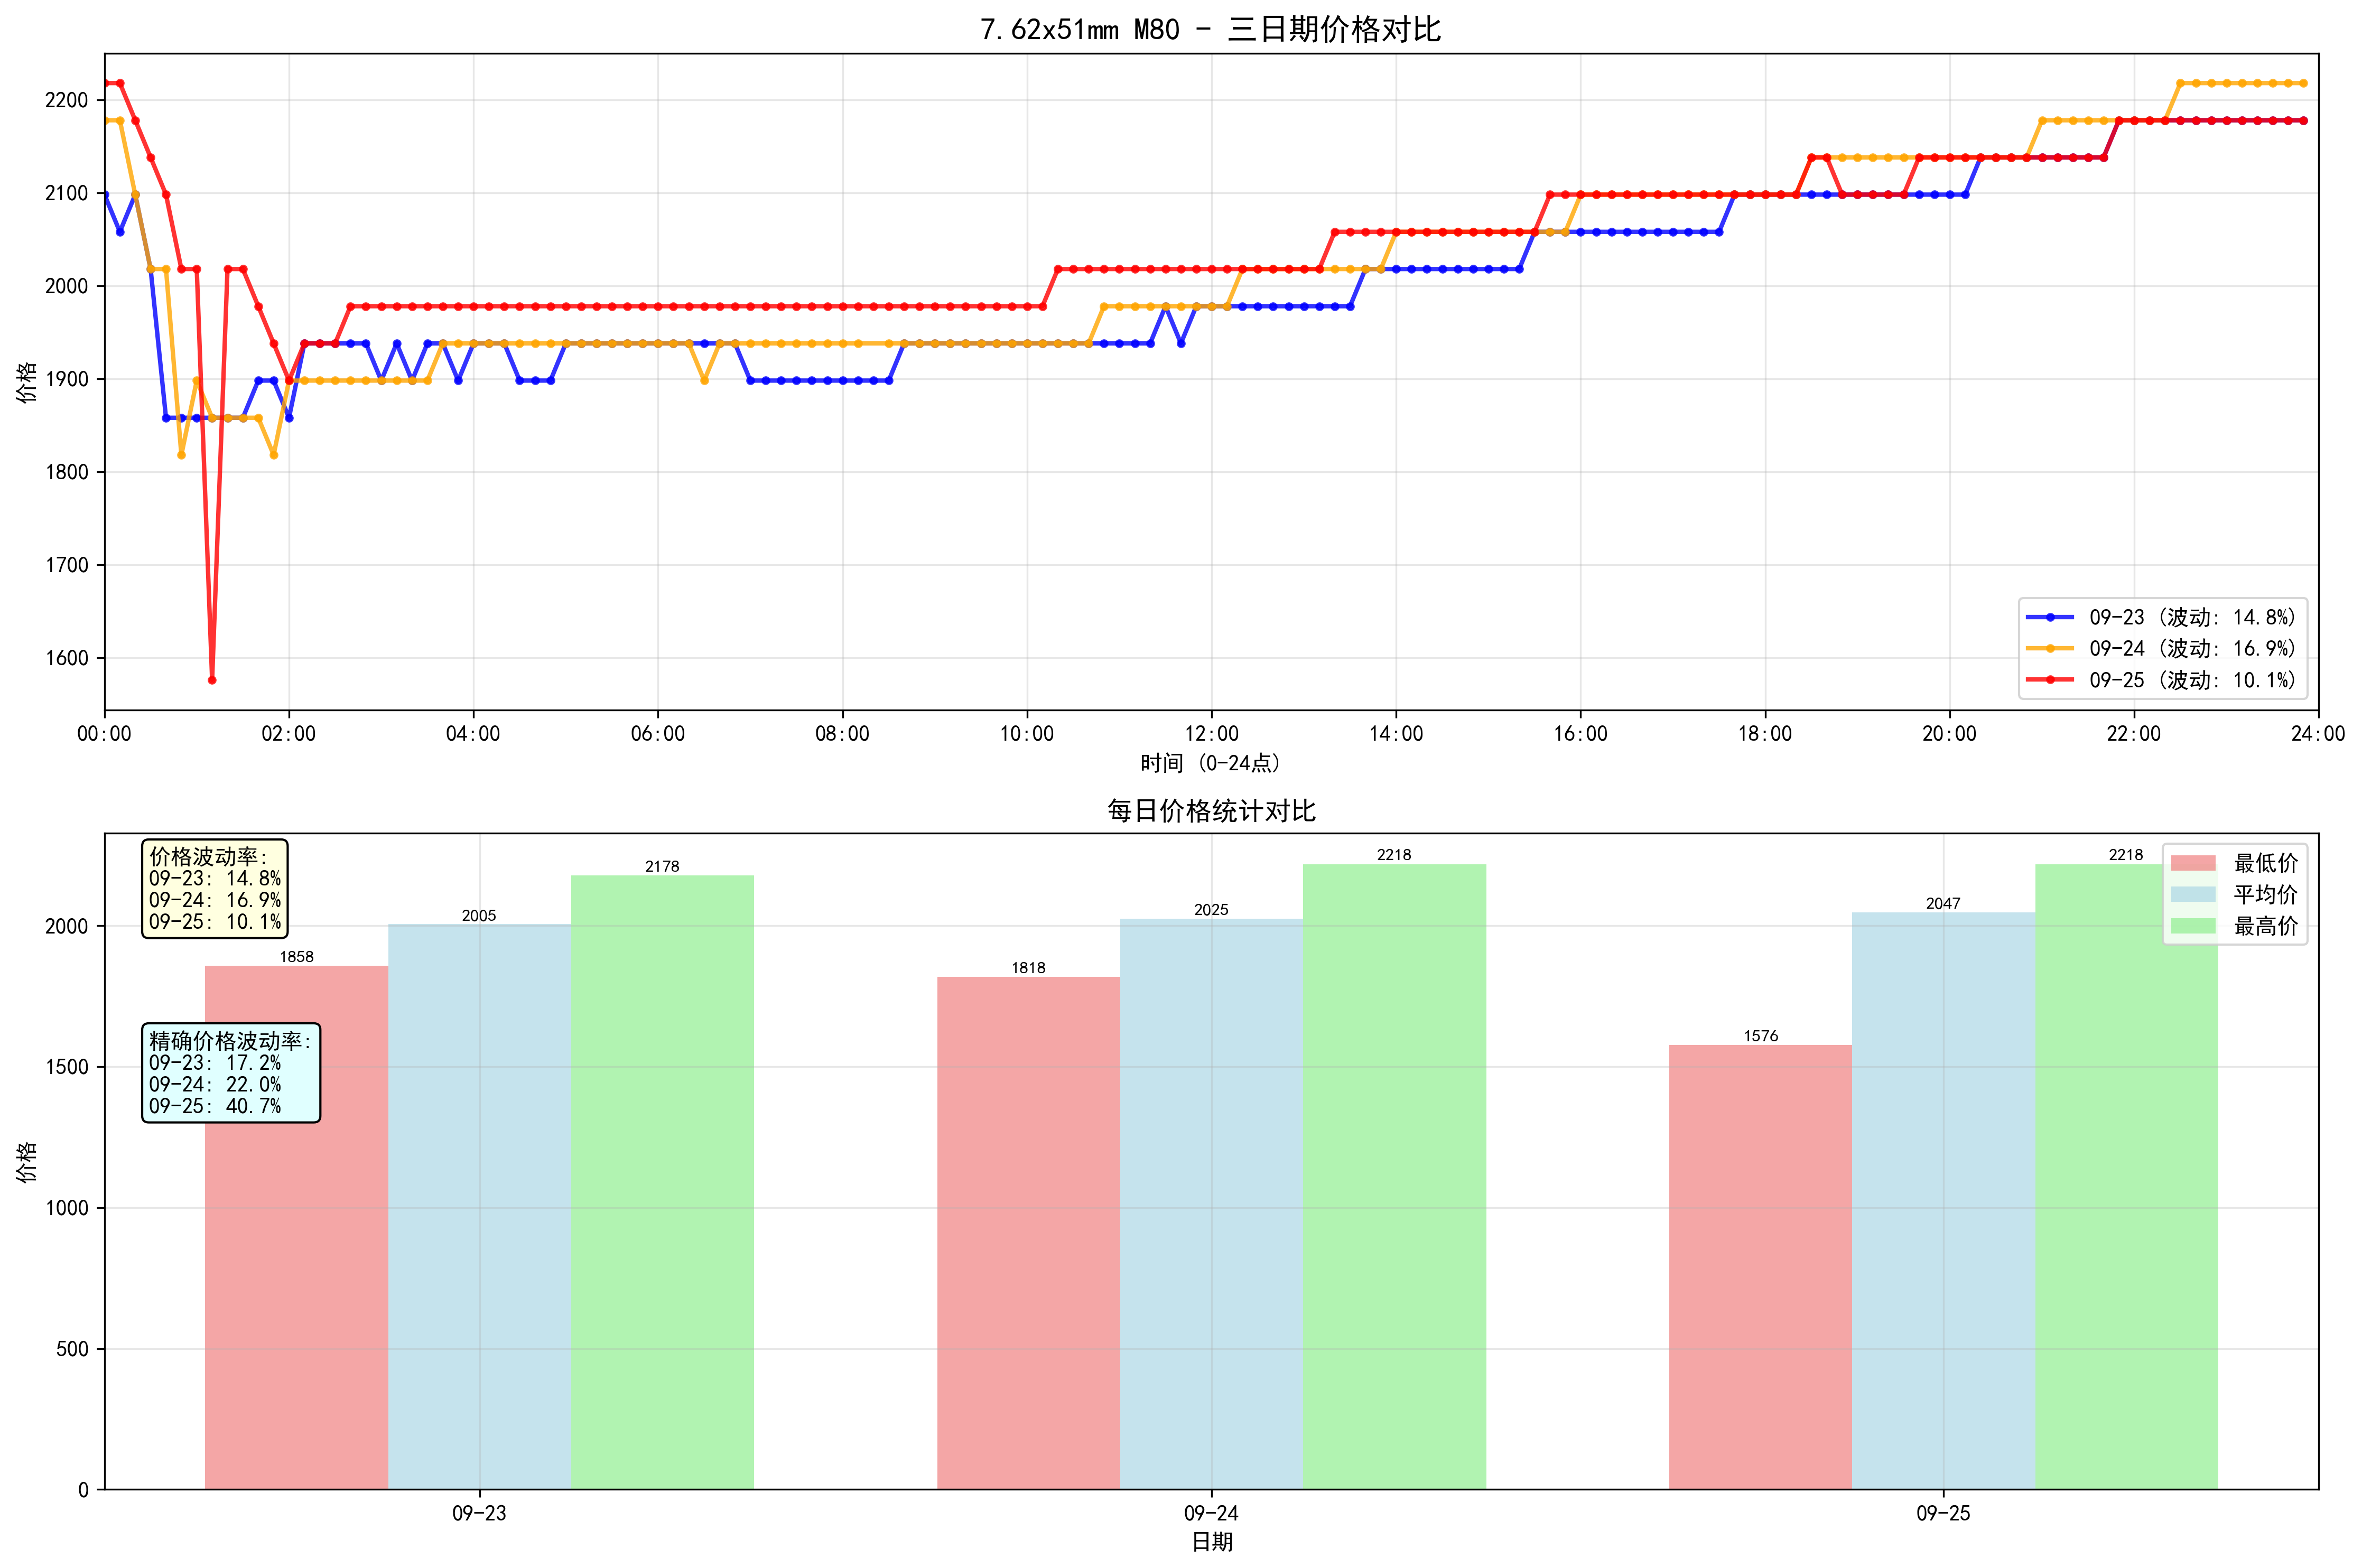 7.62x51mm M80 - 三日期价格对比
价格
2200
2100
2000
1900
1800
1700
1600
09-23 (波动: 14.8%)
09-24 (波动: 16.9%)
09-25 (波动: 10.1%)
00:00 02:00 04:00 06:00 08:00 10:00 12:00 14:00 16:00 18:00 20:00 22:00 24:00
时间 (0-24点)
每日价格统计对比
价格
2000
1500
1000
500
0
价格波动率:
09-23: 14.8%
09-24: 16.9%
09-25: 10.1%
精确价格波动率:
09-23: 17.2%
09-24: 22.0%
09-25: 40.7%
1858 2005 2178
1818 2025 2218
1576 2047 2218
最低价
平均价
最高价
09-23 09-24 09-25
日期